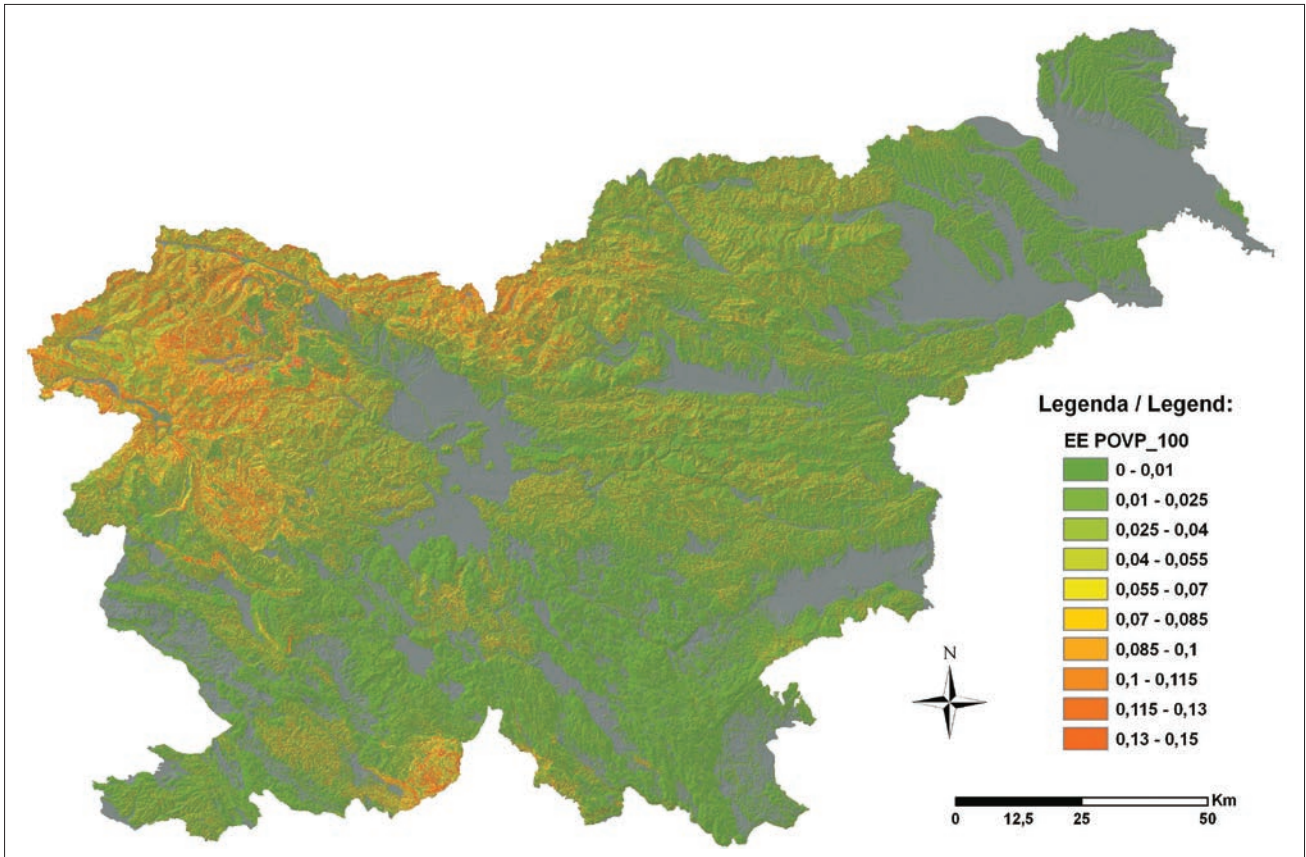 Legenda / Legend:
EE POVP_100
0 - 0,01
0,01 - 0,025
0,025 - 0,04
0,04 - 0,055
0,055 - 0,07
0,07 - 0,085
0,085 - 0,1
0,1 - 0,115
0,115 - 0,13
0,13 - 0,15
N
Km
0 12,5 25 50